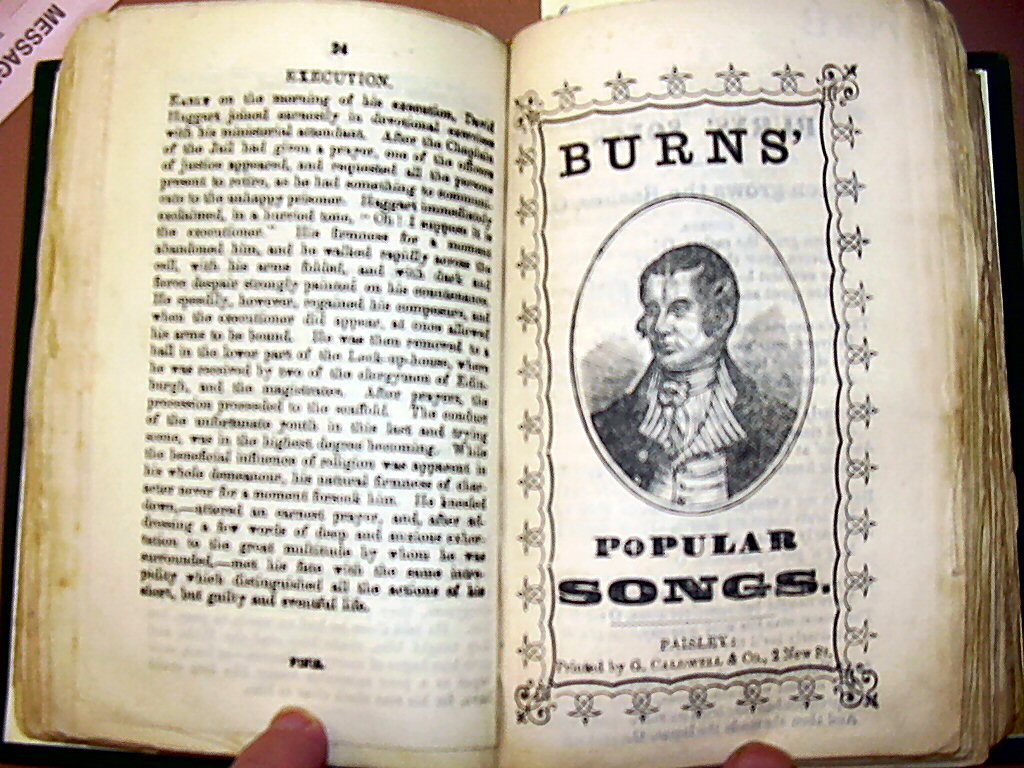 MESSAG
24
EXECUTION.
EARLY on the morning of his execution, David
Haggart joined earnestly in devotional exercises
with his ministerial attendant. After the Chaplain
of the Jail had given a prayer, one of the officers
of justice appeared, and requested all the persons
present to retire, as he had something to communi-
cate to the unhappy prisoner. Haggart immediately
exclaimed, in a hurried tone, "Oh! I suppose it is
the executioner." His firmness for a moment
abandoned him, and he walked rapidly across the
cell, with his arms folded, and with dark and
fierce despair strongly painted on his countenance.
He speedily, however, regained his composure, and
when the executioner did appear, at once allowed
his arms to be bound. He was then removed to a
hall in the lower part of the Lock-up-house, where
he was received by two of the clergymen of Edin-
burgh, and the magistrates. After prayers, the
procession proceeded to the scaffold. The conduct
of the unfortunate youth in this last and trying
scene, was in the highest degree becoming. While
the beneficial influence of religion was apparent in
his whole demeanour, his natural firmness of char-
acter never for a moment forsook him. He kneeled
down,—uttered an earnest prayer, and, after ad-
dressing a few words of deep and anxious exhor-
tation to the great multitude by whom he was
surrounded,—met his fate with the same intre-
pidity which distinguished all the actions of his
short, but guilty and eventful life.
FINIS.
BURNS'
POPULAR
SONGS.
PAISLEY:
Printed by G. CALDWELL & Co., 2 New St.